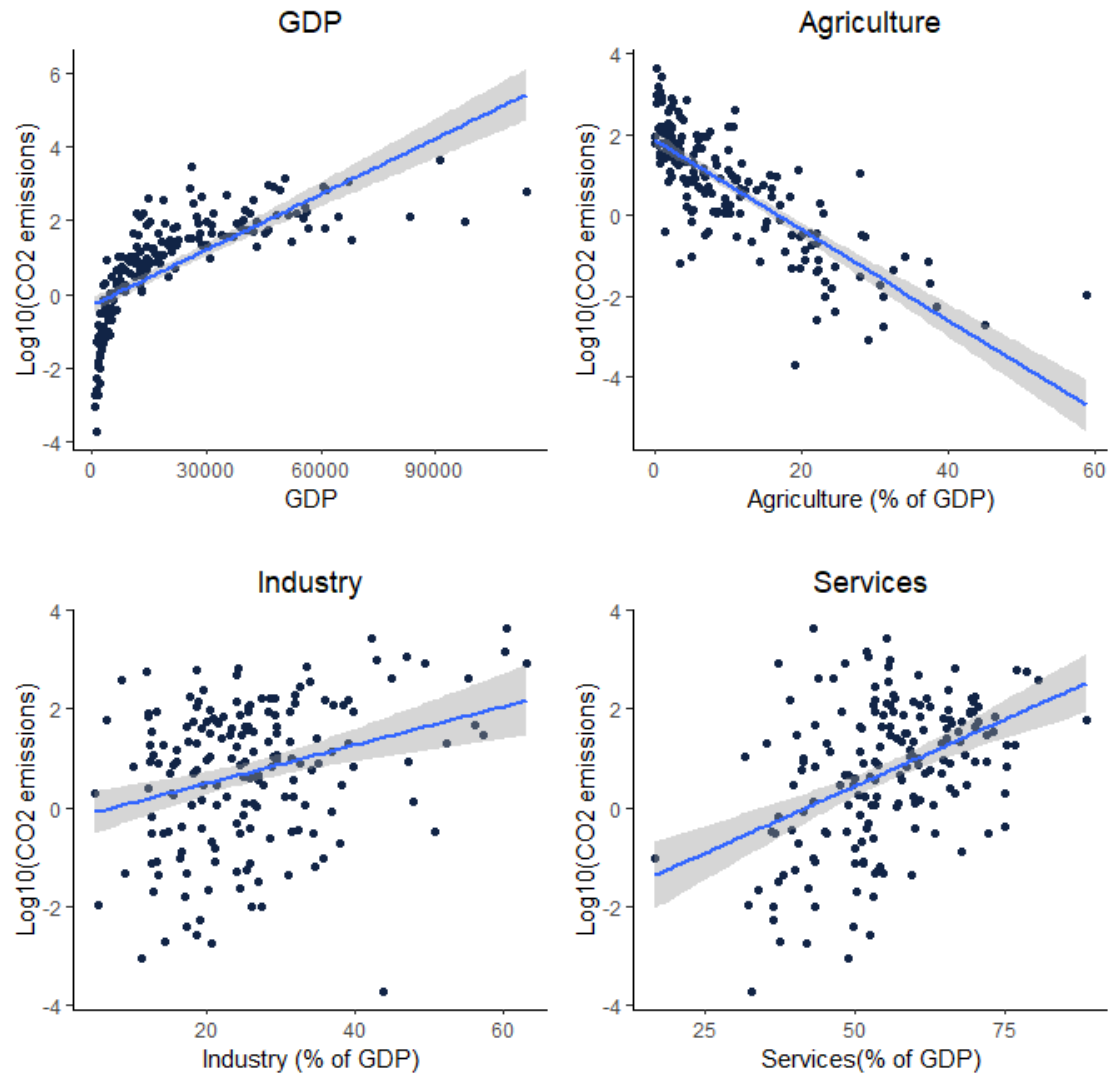 GDP
Log10(CO2 emissions)
6
4
2
0
-2
-4
0 30000 60000 90000
GDP
Agriculture
Log10(CO2 emissions)
4
2
0
-2
-4
0 20 40 60
Agriculture (% of GDP)
Industry
Log10(CO2 emissions)
4
2
0
-2
-4
20 40 60
Industry (% of GDP)
Services
Log10(CO2 emissions)
4
2
0
-2
-4
25 50 75
Services(% of GDP)